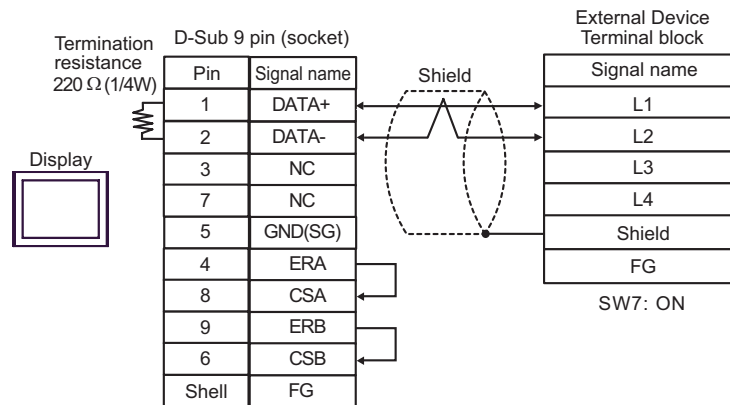 External Device
Terminal block
Termination
resistance
220 Ω (1/4W)
D-Sub 9 pin (socket)
Shield
Display
Pin Signal name
1 DATA+
2 DATA-
3 NC
7 NC
5 GND(SG)
4 ERA
8 CSA
9 ERB
6 CSB
Shell FG
Signal name
L1
L2
L3
L4
Shield
FG
SW7: ON